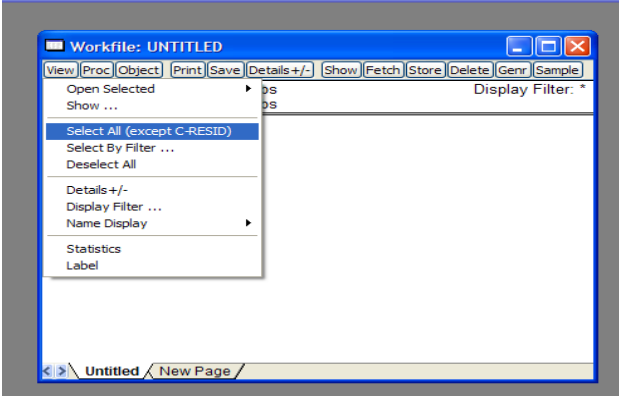 Workfile: UNTITLED
View Proc Object Print Save Details+/- Show Fetch Store Delete Genr Sample
Open Selected
Display Filter: *
Show ...
Select All (except C-RESID)
Select By Filter ...
Deselect All
Details+/-
Display Filter ...
Name Display
Statistics
Label
Untitled New Page